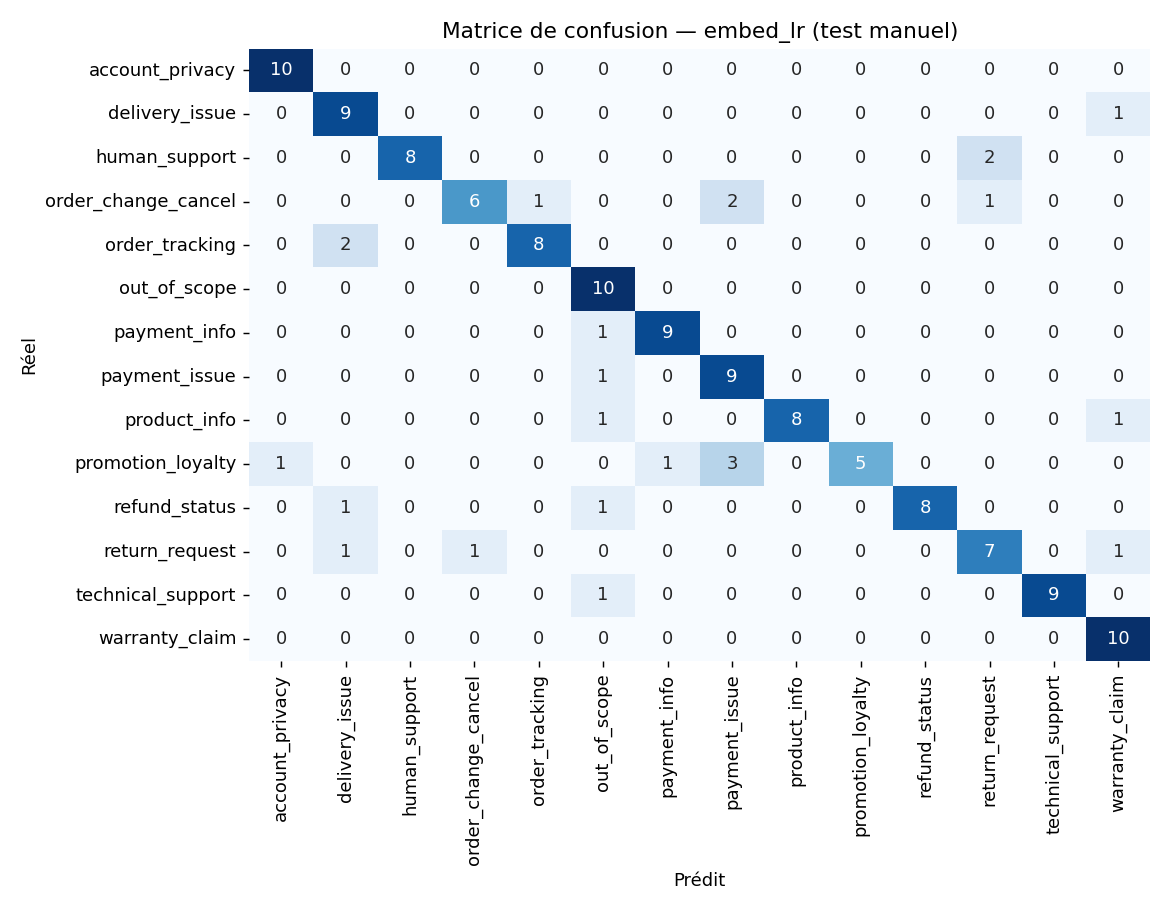 Matrice de confusion — embed_lr (test manuel)
account_privacy 10 0 0 0 0 0 0 0 0 0 0 0 0 0
delivery_issue 0 9 0 0 0 0 0 0 0 0 0 0 0 1
human_support 0 0 8 0 0 0 0 0 0 0 0 2 0 0
order_change_cancel 0 0 0 6 1 0 0 2 0 0 0 1 0 0
order_tracking 0 2 0 0 8 0 0 0 0 0 0 0 0 0
out_of_scope 0 0 0 0 0 10 0 0 0 0 0 0 0 0
payment_info 0 0 0 0 0 1 9 0 0 0 0 0 0 0
payment_issue 0 0 0 0 0 1 0 9 0 0 0 0 0 0
product_info 0 0 0 0 0 1 0 0 8 0 0 0 0 1
promotion_loyalty 1 0 0 0 0 0 1 3 0 5 0 0 0 0
refund_status 0 1 0 0 0 1 0 0 0 0 8 0 0 0
return_request 0 1 0 1 0 0 0 0 0 0 0 7 0 1
technical_support 0 0 0 0 0 1 0 0 0 0 0 0 9 0
warranty_claim 0 0 0 0 0 0 0 0 0 0 0 0 0 10
Réel
account_privacy
delivery_issue
human_support
order_change_cancel
order_tracking
out_of_scope
payment_info
payment_issue
product_info
promotion_loyalty
refund_status
return_request
technical_support
warranty_claim
Prédit